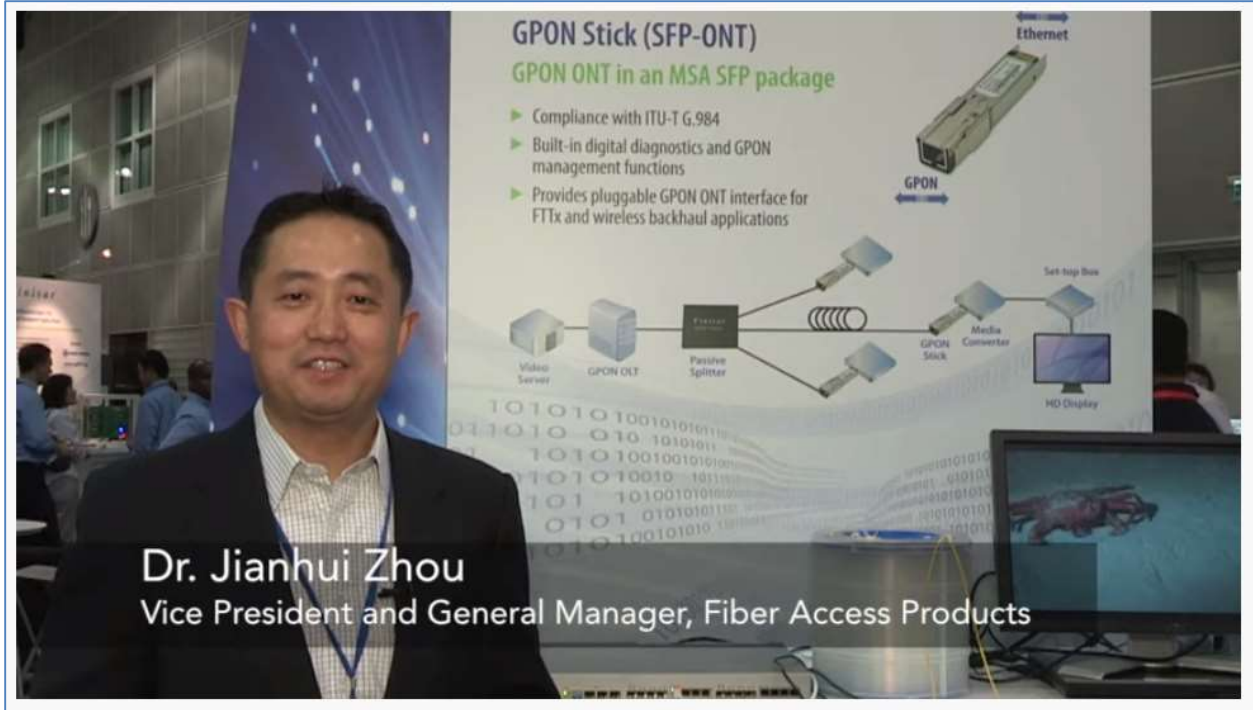 GPON Stick (SFP-ONT)
GPON ONT in an MSA SFP package
Compliance with ITU-T G.984
Built-in digital diagnostics and GPON
management functions
Provides pluggable GPON ONT interface for
FTTx and wireless backhaul applications
Ethernet
GPON
Finisar
Video
Server
GPON OLT
Finisar
Passive
Splitter
GPON
Stick
Media
Converter
Set-top Box
HD Display
Dr. Jianhui Zhou
Vice President and General Manager, Fiber Access Products